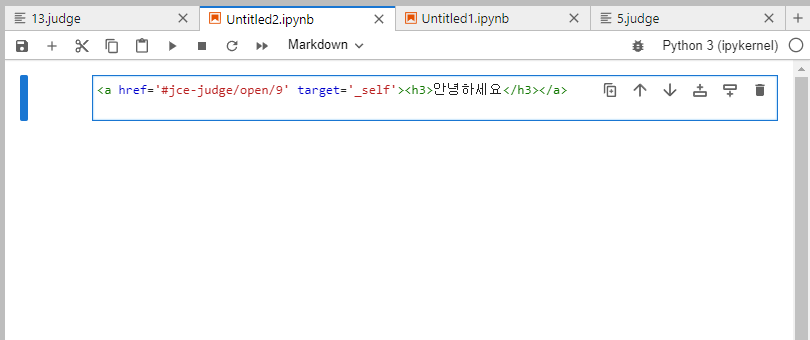 13.judge
Untitled2.ipynb
Untitled1.ipynb
5.judge
Markdown
Python 3 (ipykernel)
<a href='#jce-judge/open/9' target='_self'><h3>안녕하세요</h3></a>